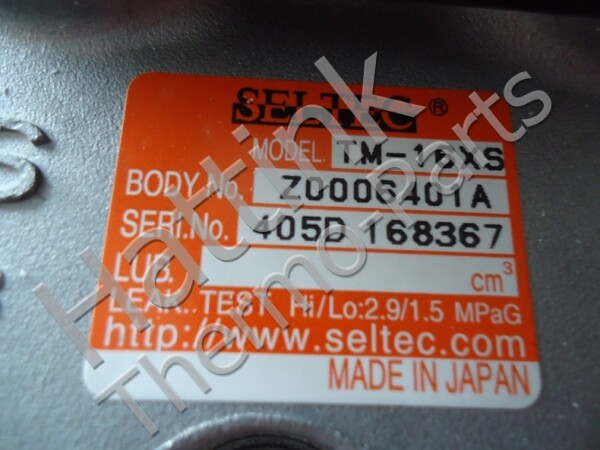 SELTEC®
MODEL. TM-16XS
BODY No. Z0006401A
SERI.No. 405D 168367
LUB. cm³
LEAK. TEST Hi/Lo:2.9/1.5 MPaG
http://www.seltec.com
MADE IN JAPAN
Hattink
Thermo-Parts